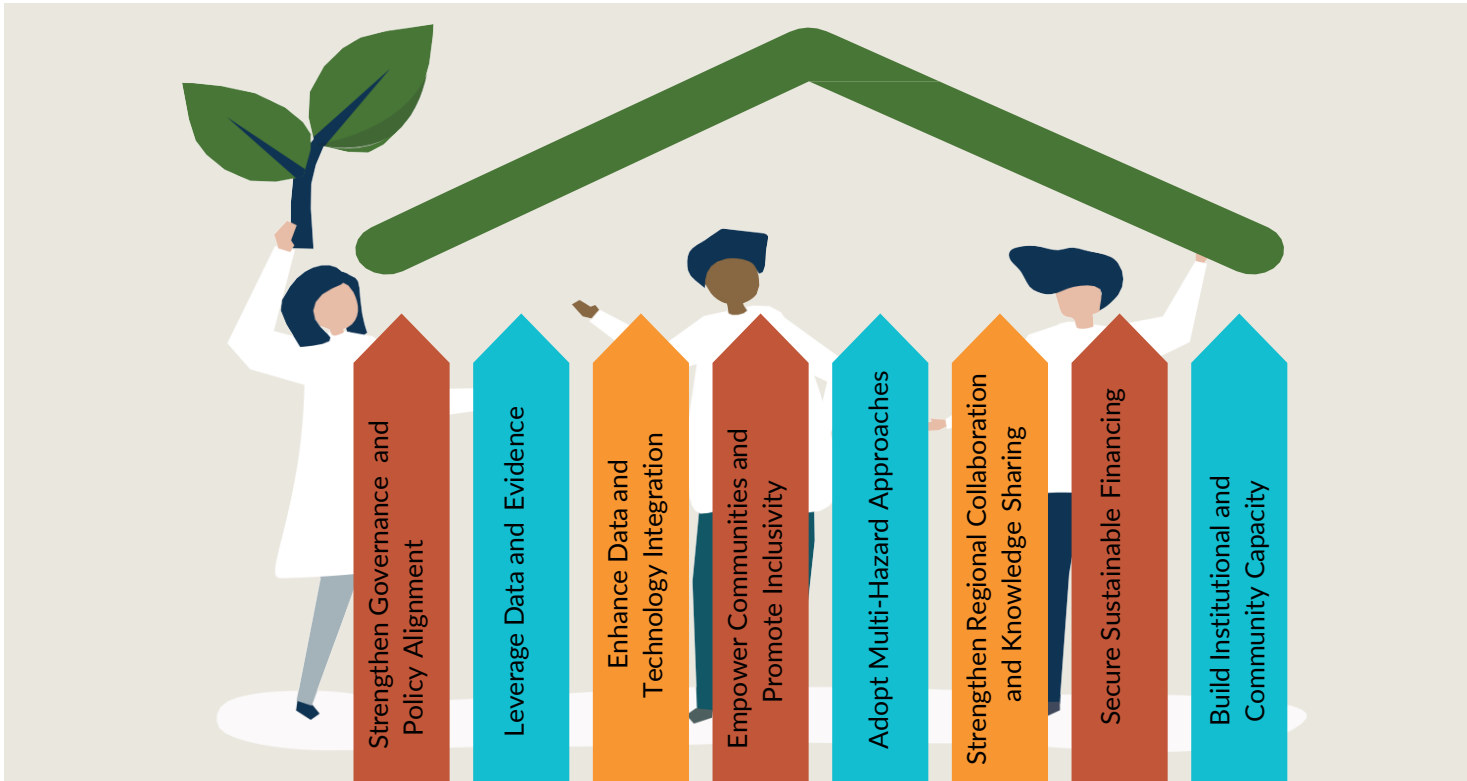 Strengthen Governance and
Policy Alignment
Leverage Data and Evidence
Enhance Data and
Technology Integration
Empower Communities and
Promote Inclusivity
Adopt Multi-Hazard Approaches
Strengthen Regional Collaboration
and Knowledge Sharing
Secure Sustainable Financing
Build Institutional and
Community Capacity